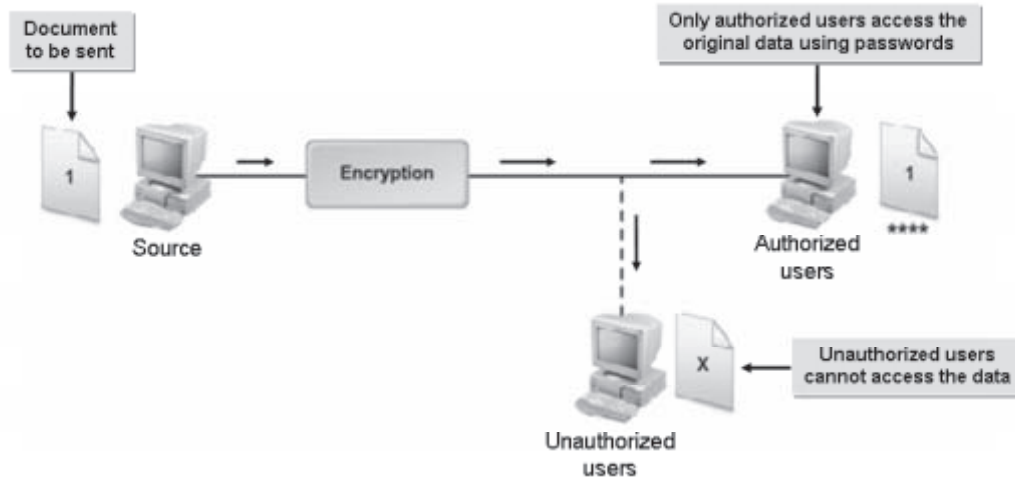 Document
to be sent
Only authorized users access the
original data using passwords
1
Encryption
1
****
Source
Authorized
users
X
Unauthorized users
cannot access the data
Unauthorized
users